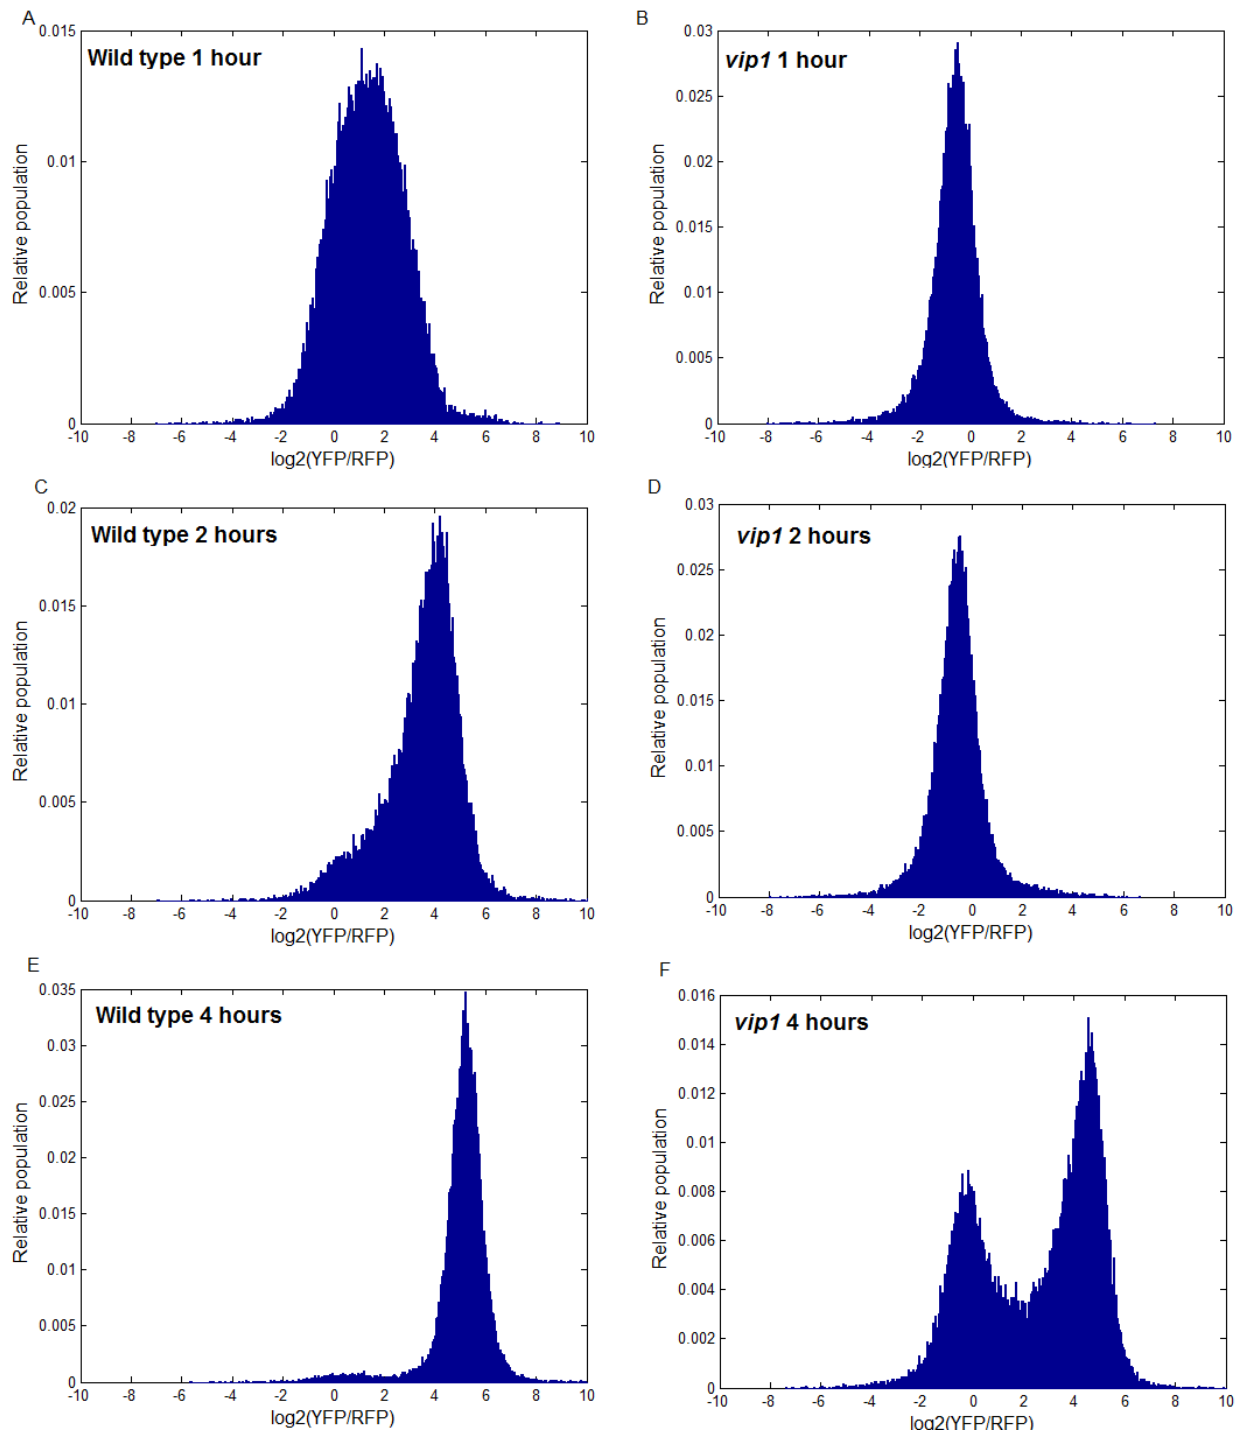 A
Wild type 1 hour
0.015
0.01
0.005
0
Relative population
-10 -8 -6 -4 -2 0 2 4 6 8 10
log2(YFP/RFP)
B
vip1 1 hour
0.03
0.025
0.02
0.015
0.01
0.005
0
Relative population
-10 -8 -6 -4 -2 0 2 4 6 8 10
log2(YFP/RFP)
C
Wild type 2 hours
0.02
0.015
0.01
0.005
0
Relative population
-10 -8 -6 -4 -2 0 2 4 6 8 10
log2(YFP/RFP)
D
vip1 2 hours
0.03
0.025
0.02
0.015
0.01
0.005
0
Relative population
-10 -8 -6 -4 -2 0 2 4 6 8 10
log2(YFP/RFP)
E
Wild type 4 hours
0.035
0.03
0.025
0.02
0.015
0.01
0.005
0
Relative population
-10 -8 -6 -4 -2 0 2 4 6 8 10
log2(YFP/RFP)
F
vip1 4 hours
0.016
0.014
0.012
0.01
0.008
0.006
0.004
0.002
0
Relative population
-10 -8 -6 -4 -2 0 2 4 6 8 10
log2(YFP/RFP)